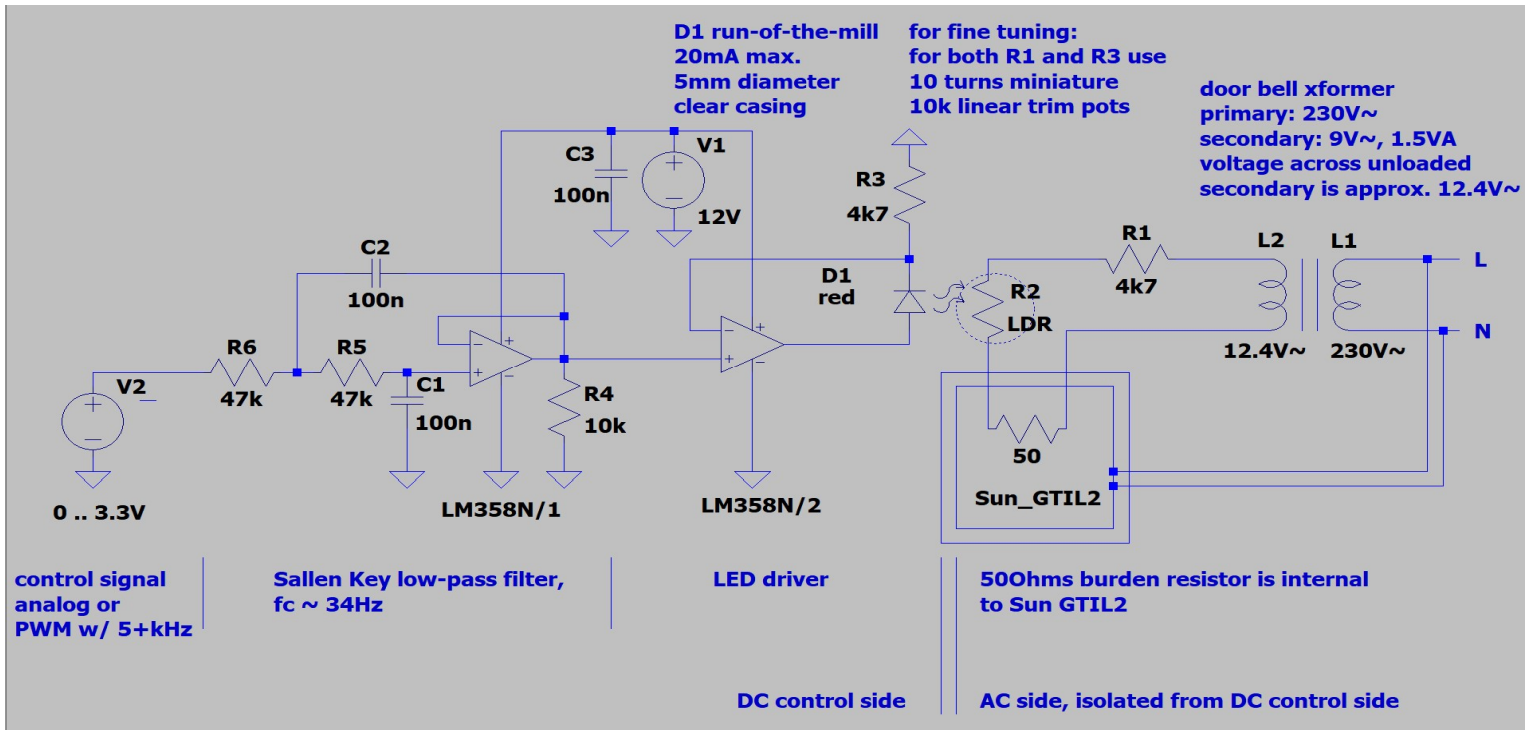 D1 run-of-the-mill
20mA max.
5mm diameter
clear casing
for fine tuning:
for both R1 and R3 use
10 turns miniature
10k linear trim pots
door bell xformer
primary: 230V~
secondary: 9V~, 1.5VA
voltage across unloaded
secondary is approx. 12.4V~
C3
100n
V1
12V
R3
4k7
C2
100n
D1
red
R2
LDR
R1
4k7
L2
L1
L
N
12.4V~
230V~
R6
47k
R5
47k
V2
C1
100n
R4
10k
50
0 .. 3.3V
LM358N/1
LM358N/2
Sun_GTIL2
control signal
analog or
PWM w/ 5+kHz
Sallen Key low-pass filter,
fc ~ 34Hz
LED driver
50Ohms burden resistor is internal
to Sun GTIL2
DC control side
AC side, isolated from DC control side